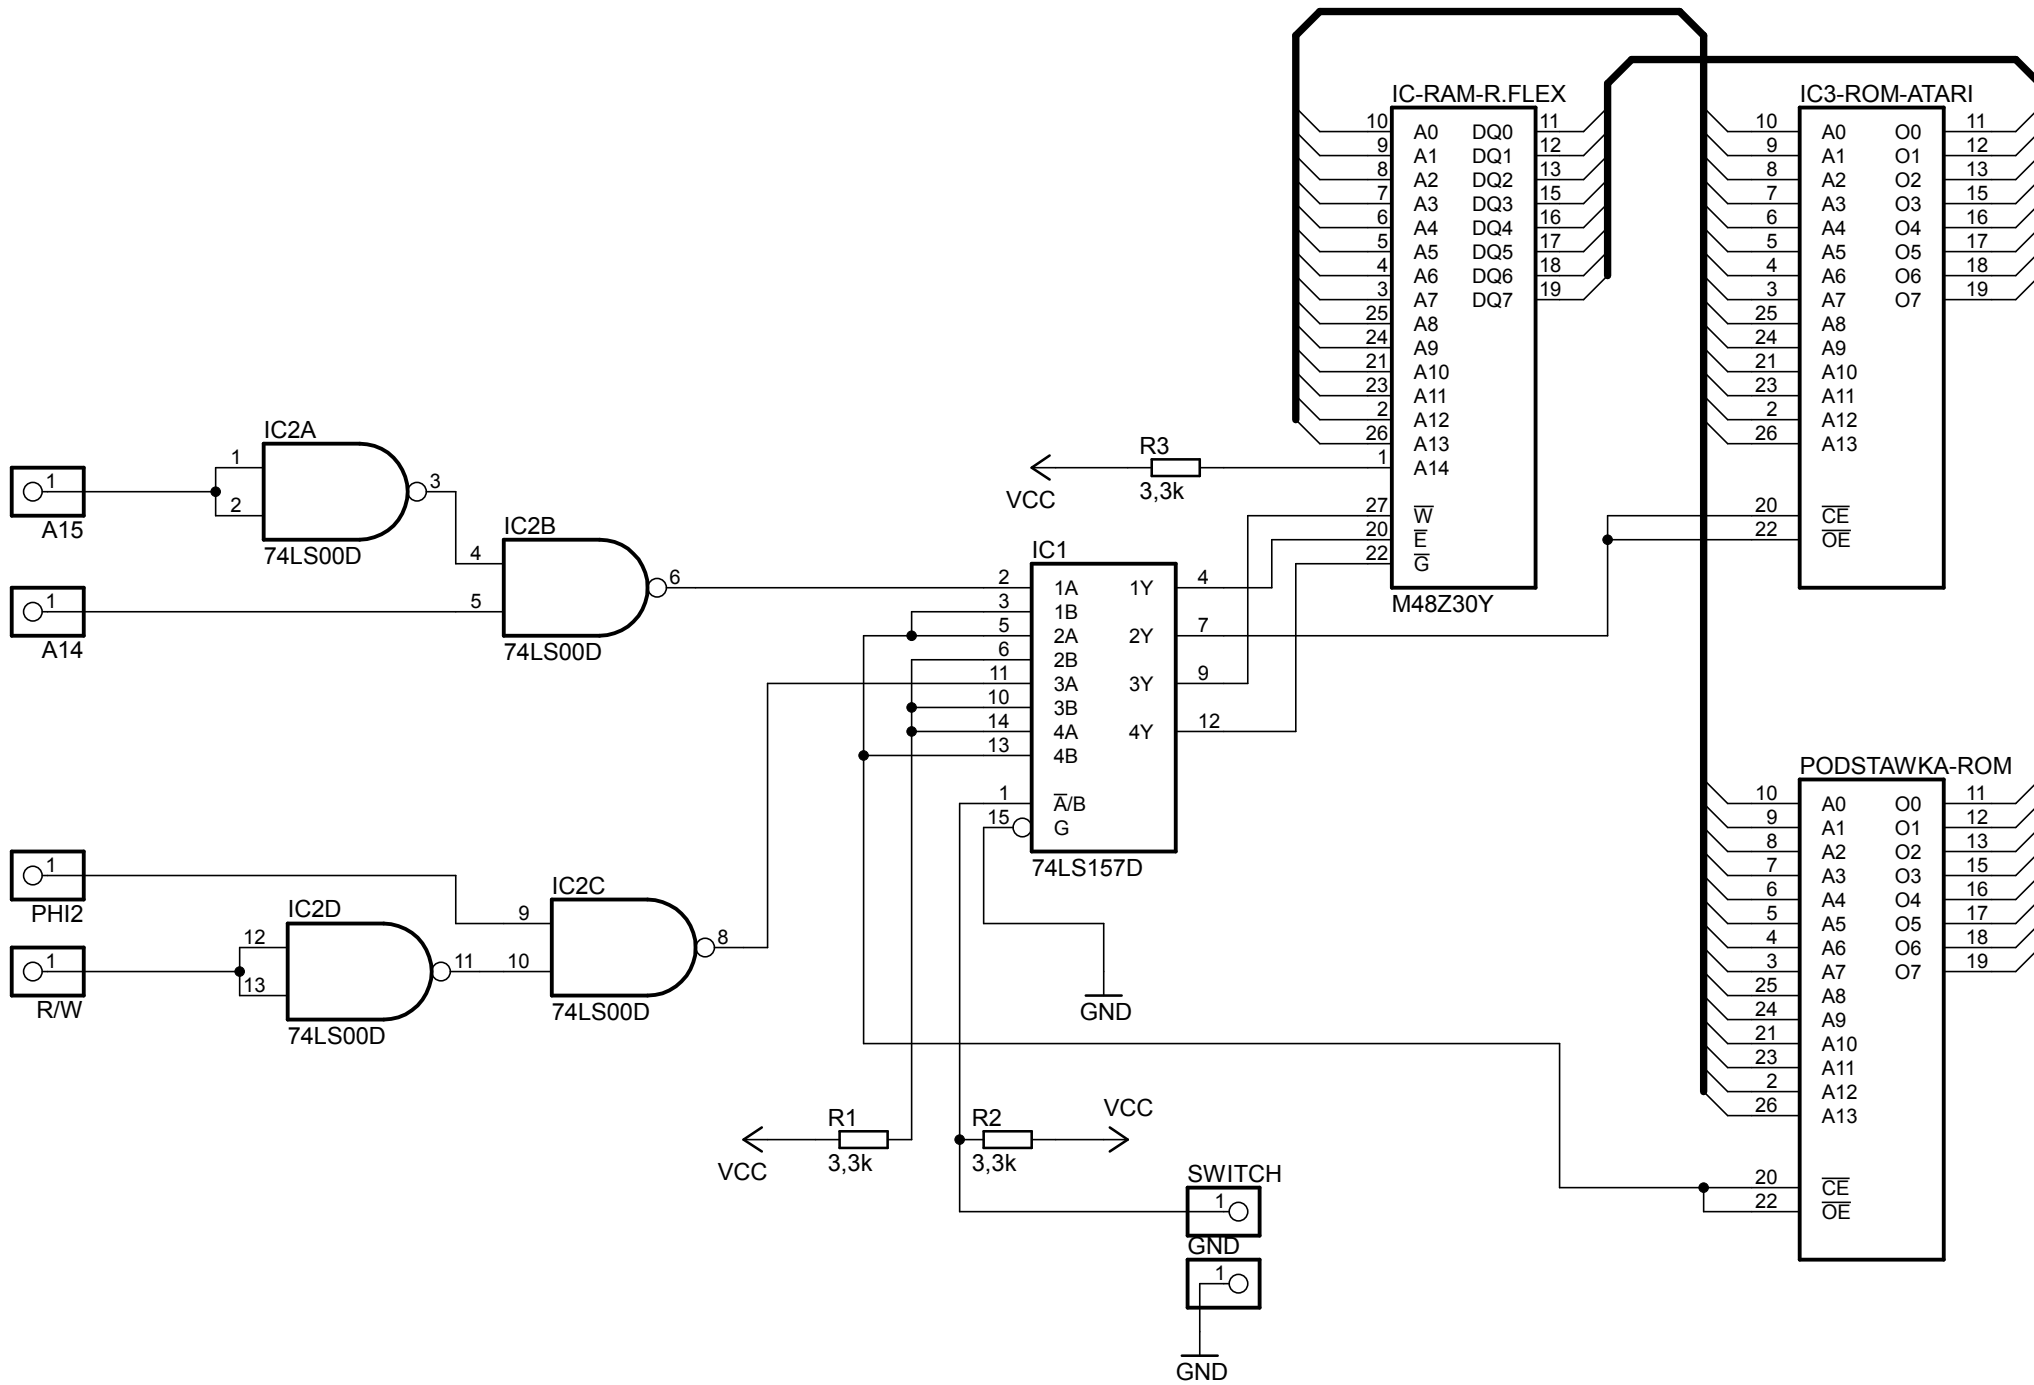 IC-RAM-R.FLEX
10 A0 DQ0 11
9 A1 DQ1 12
8 A2 DQ2 13
7 A3 DQ3 15
6 A4 DQ4 16
5 A5 DQ5 17
4 A6 DQ6 18
3 A7 DQ7 19
25 A8
24 A9
21 A10
23 A11
2 A12
26 A13
1 A14
27 W
20 E
22 G
M48Z30Y
IC3-ROM-ATARI
10 A0 O0 11
9 A1 O1 12
8 A2 O2 13
7 A3 O3 15
6 A4 O4 16
5 A5 O5 17
4 A6 O6 18
3 A7 O7 19
25 A8
24 A9
21 A10
23 A11
2 A12
26 A13
20 CE
22 OE
R3
VCC
3,3k
1
A15
IC2A
1
2
3
74LS00D
1
A14
IC2B
4
5
6
74LS00D
IC1
2 1A 1Y 4
3 1B
5 2A 2Y 7
6 2B
11 3A 3Y 9
10 3B
14 4A 4Y 12
13 4B
1 A/B
15 G
74LS157D
GND
1
PHI2
1
R/W
IC2D
12
13
11
74LS00D
IC2C
9
10
8
74LS00D
PODSTAWKA-ROM
10 A0 O0 11
9 A1 O1 12
8 A2 O2 13
7 A3 O3 15
6 A4 O4 16
5 A5 O5 17
4 A6 O6 18
3 A7 O7 19
25 A8
24 A9
21 A10
23 A11
2 A12
26 A13
20 CE
22 OE
R1
VCC
3,3k
R2
VCC
3,3k
SWITCH
1
GND
1
GND